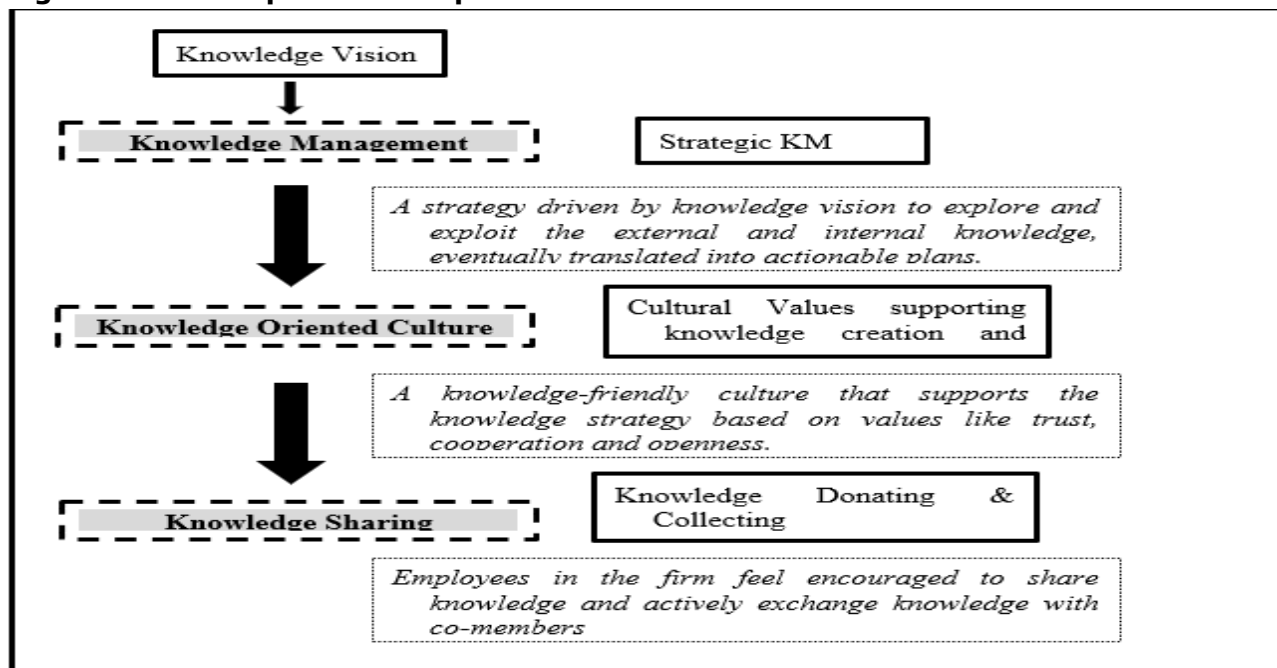 Knowledge Vision
Knowledge Management
Strategic KM
A strategy driven by knowledge vision to explore and
exploit the external and internal knowledge,
eventually translated into actionable plans.
Knowledge Oriented Culture
Cultural Values supporting
knowledge creation and
A knowledge-friendly culture that supports the
knowledge strategy based on values like trust,
cooperation and openness.
Knowledge Sharing
Knowledge Donating &
Collecting
Employees in the firm feel encouraged to share
knowledge and actively exchange knowledge with
co-members